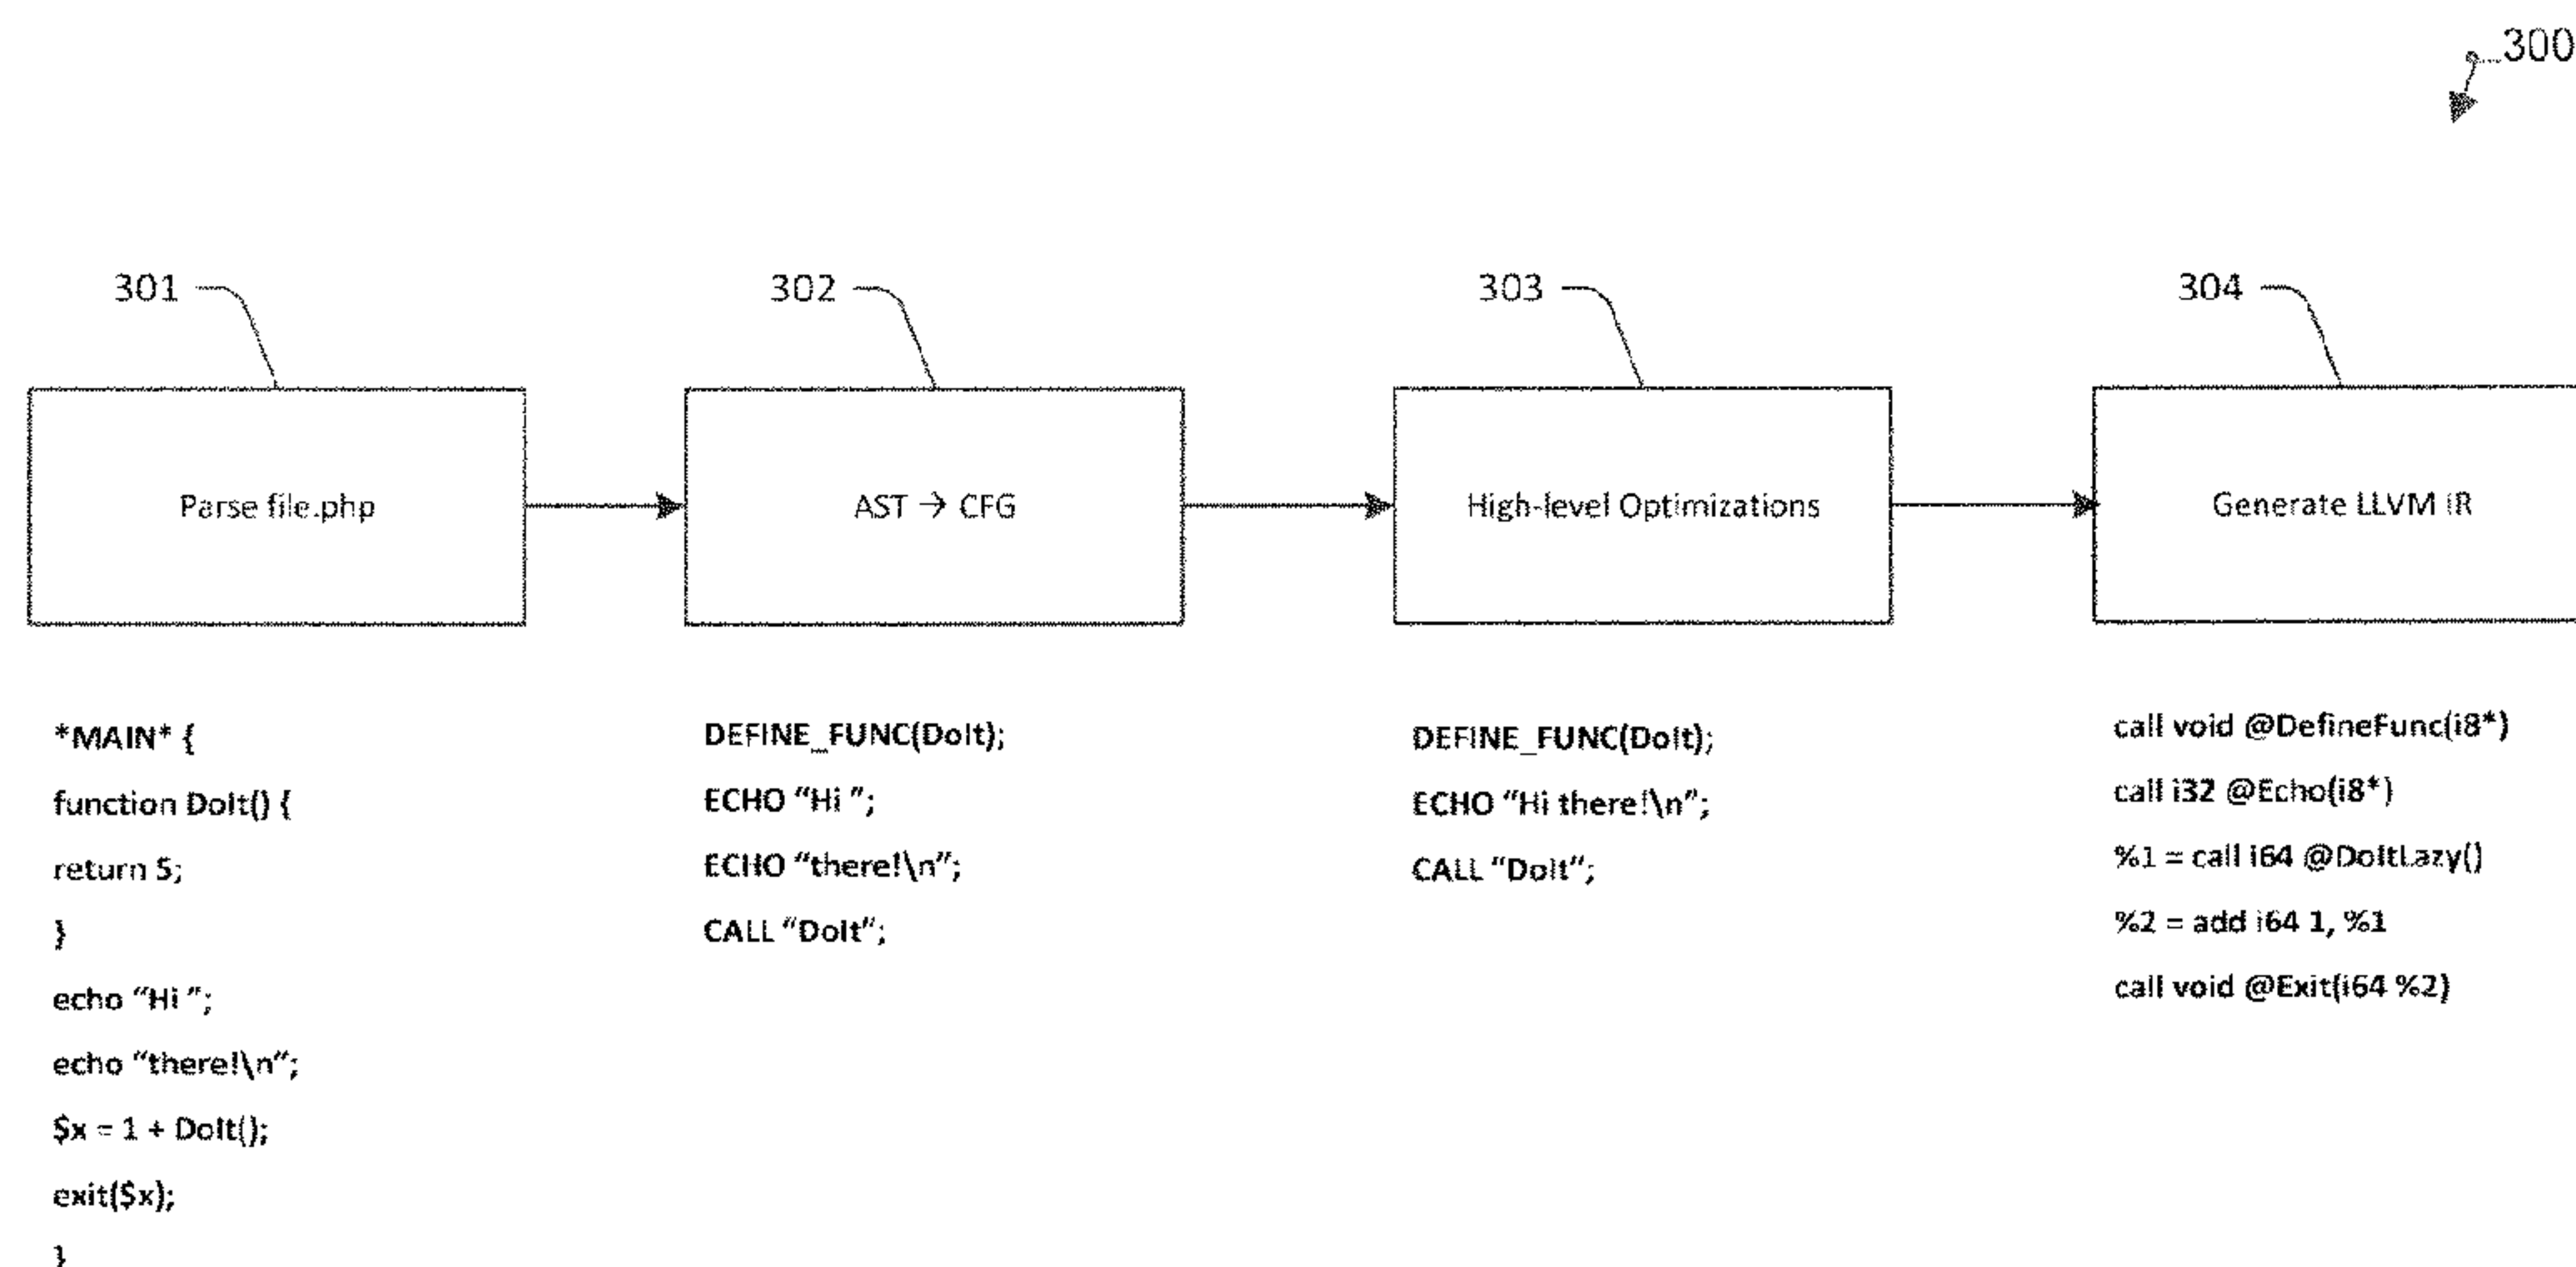 300
301
302
303
304
Parse file.php
AST → CFG
High-level Optimizations
Generate LLVM IR
*MAIN* {
function DoIt() {
return 5;
}
echo “Hi ”;
echo “there!\n”;
$x = 1 + DoIt();
exit($x);
}
DEFINE_FUNC(DoIt);
ECHO “Hi ”;
ECHO “there!\n”;
CALL “DoIt”;
DEFINE_FUNC(DoIt);
ECHO “Hi there!\n”;
CALL “DoIt”;
call void @DefineFunc(i8*)
call i32 @Echo(i8*)
%1 = call i64 @DoItLazy()
%2 = add i64 1, %1
call void @Exit(i64 %2)